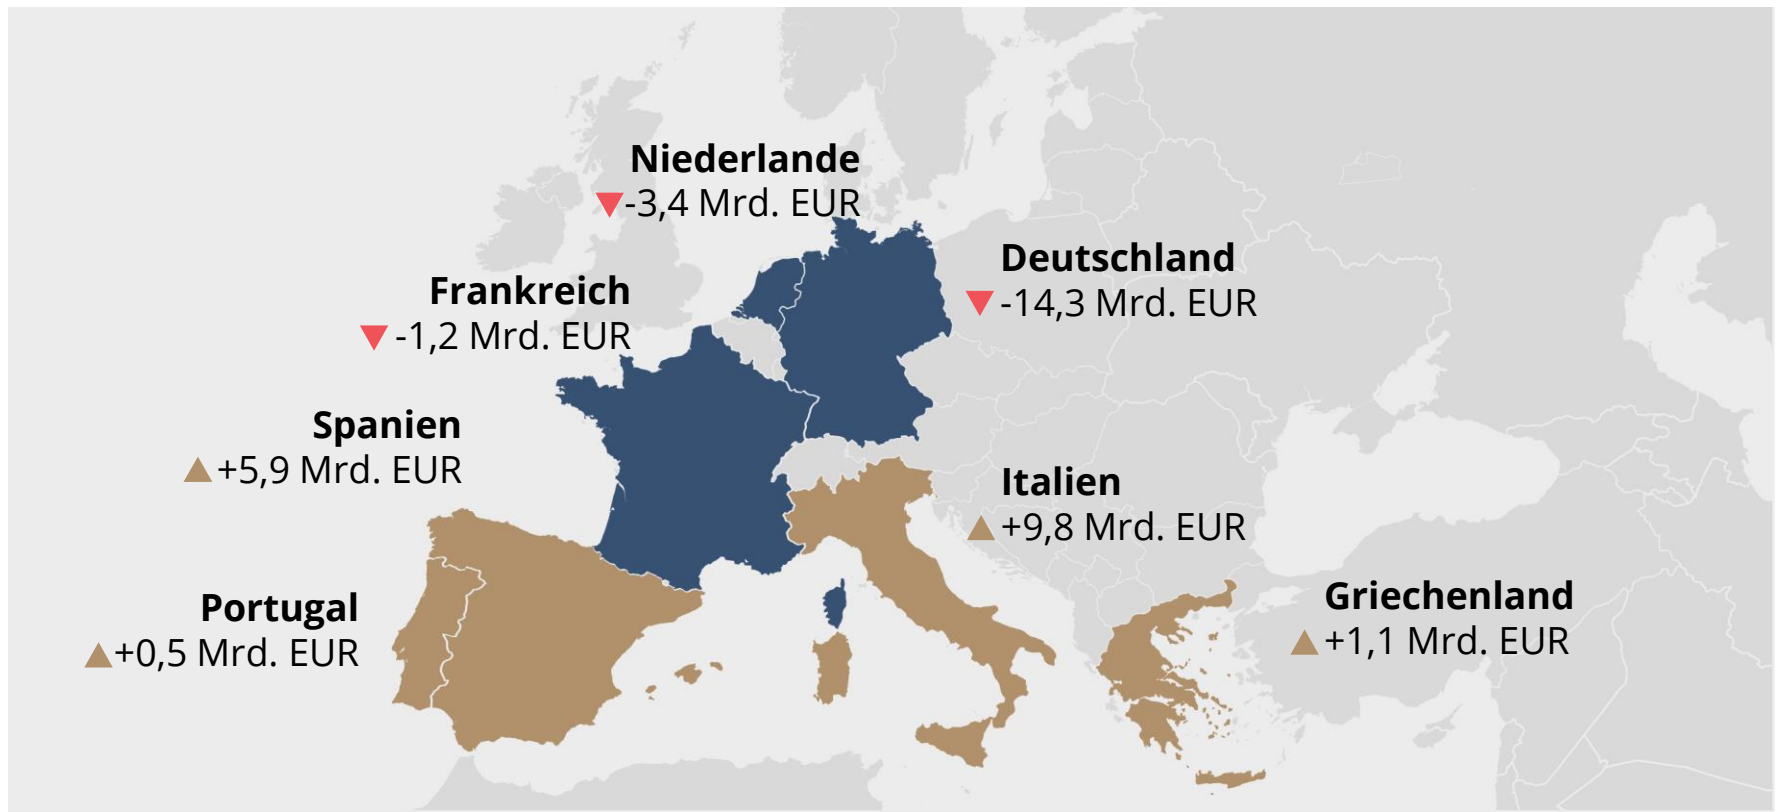 Niederlande
▼-3,4 Mrd. EUR
Deutschland
▼-14,3 Mrd. EUR
Frankreich
▼-1,2 Mrd. EUR
Spanien
▲+5,9 Mrd. EUR
Italien
▲+9,8 Mrd. EUR
Portugal
▲+0,5 Mrd. EUR
Griechenland
▲+1,1 Mrd. EUR